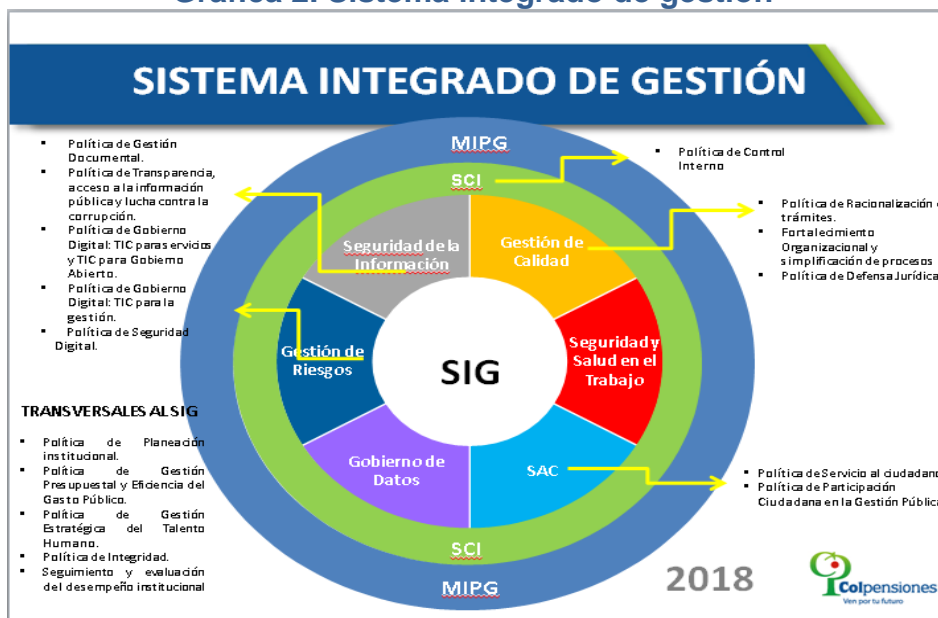 SISTEMA INTEGRADO DE GESTIÓN
▪ Política de Gestión
Documental.
▪ Política de Transparencia,
acceso a la información
pública y lucha contra la
corrupción.
▪ Política de Gobierno
Digital: TIC para servicios
y TIC para Gobierno
Abierto.
▪ Política de Gobierno
Digital: TIC para la
gestión.
▪ Política de Seguridad
Digital.
TRANSVERSALES AL SIG
▪ Política de Planeación
institucional.
▪ Política de Gestión
Presupuestal y Eficiencia del
Gasto Público.
▪ Política de Gestión
Estratégica del Talento
Humano.
▪ Política de Integridad.
▪ Seguimiento y evaluación
del desempeño institucional
MIPG
SCI
Seguridad de la
Información
Gestión de
Calidad
Gestión de
Riesgos
SIG
Seguridad y
Salud en el
Trabajo
Gobierno de
Datos
SAC
SCI
MIPG
▪ Política de Control
Interno
▪ Política de Racionalización
trámites.
▪ Fortalecimiento
Organizacional y
simplificación de procesos
▪ Política de Defensa Jurídica
▪ Política de Servicio al ciudadano
▪ Política de Participación
Ciudadana en la Gestión Pública
2018
Colpensiones
Ven por tu futuro